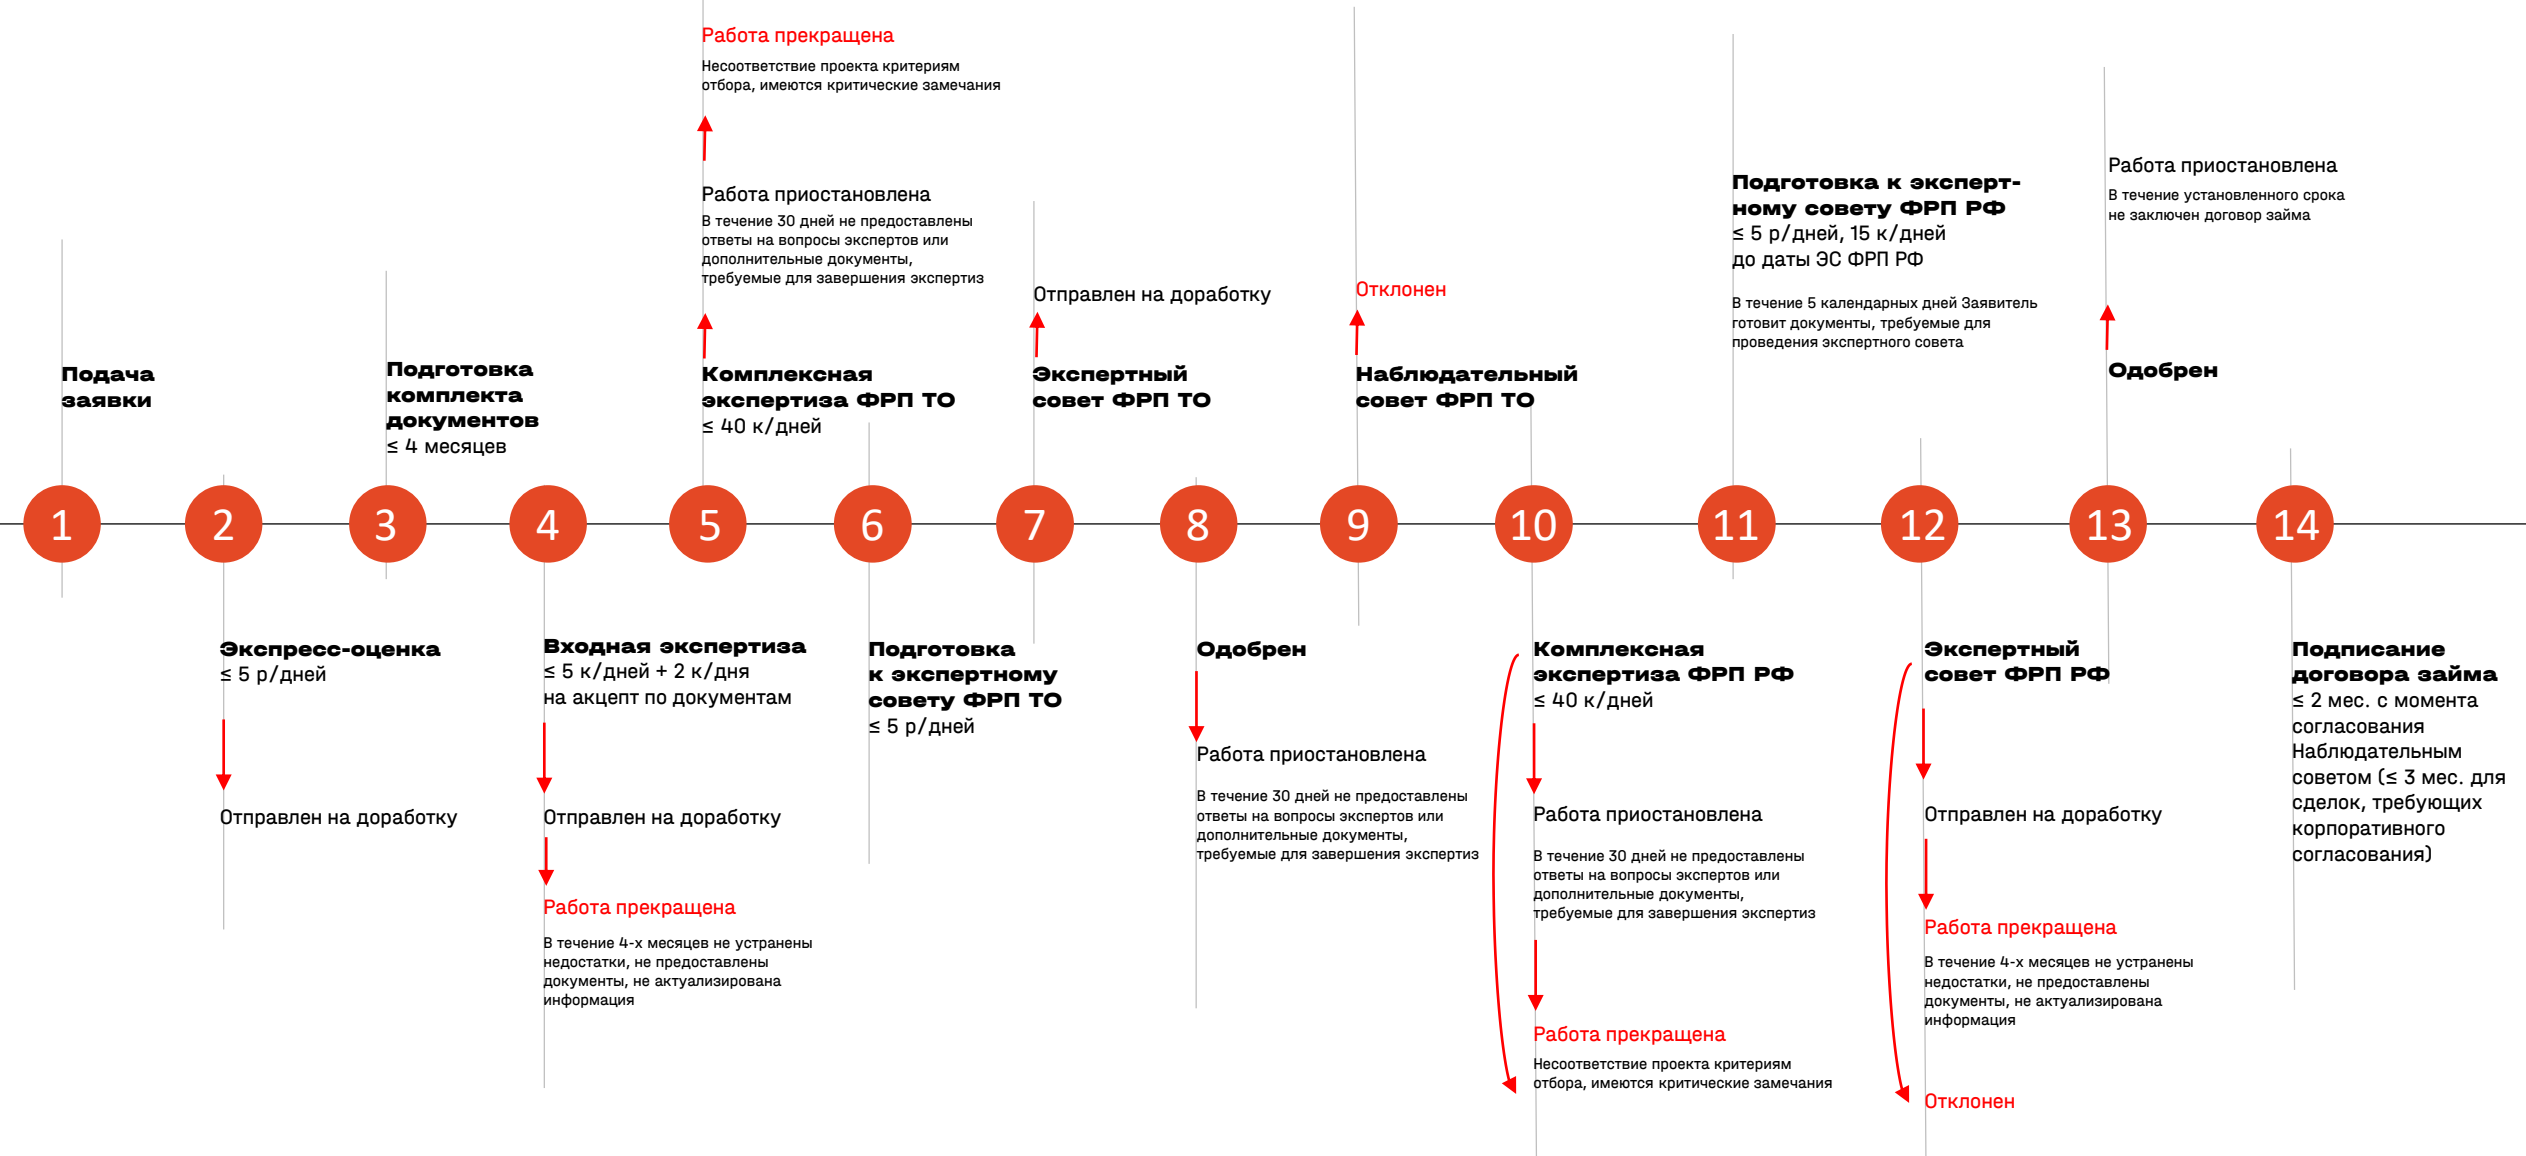 Работа прекращена
Несоответствие проекта критериям
отбора, имеются критические замечания
Работа приостановлена
В течение 30 дней не предоставлены
ответы на вопросы экспертов или
дополнительные документы,
требуемые для завершения экспертиз
Отправлен на доработку
Отклонен
Подготовка к эксперт-
ному совету ФРП РФ
≤ 5 р/дней, 15 к/дней
до даты ЭС ФРП РФ
В течение 5 календарных дней Заявитель
готовит документы, требуемые для
проведения экспертного совета
Работа приостановлена
В течение установленного срока
не заключен договор займа
Подача
заявки
Подготовка
комплекта
документов
≤ 4 месяцев
Комплексная
экспертиза ФРП ТО
≤ 40 к/дней
Экспертный
совет ФРП ТО
Наблюдательный
совет ФРП ТО
Одобрен
1
2
3
4
5
6
7
8
9
10
11
12
13
14
Экспресс-оценка
≤ 5 р/дней
Отправлен на доработку
Входная экспертиза
≤ 5 к/дней + 2 к/дня
на акцепт по документам
Отправлен на доработку
Работа прекращена
В течение 4-х месяцев не устранены
недостатки, не предоставлены
документы, не актуализирована
информация
Подготовка
к экспертному
совету ФРП ТО
≤ 5 р/дней
Одобрен
Работа приостановлена
В течение 30 дней не предоставлены
ответы на вопросы экспертов или
дополнительные документы,
требуемые для завершения экспертиз
Комплексная
экспертиза ФРП РФ
≤ 40 к/дней
Работа приостановлена
В течение 30 дней не предоставлены
ответы на вопросы экспертов или
дополнительные документы,
требуемые для завершения экспертиз
Работа прекращена
Несоответствие проекта критериям
отбора, имеются критические замечания
Экспертный
совет ФРП РФ
Отправлен на доработку
Работа прекращена
В течение 4-х месяцев не устранены
недостатки, не предоставлены
документы, не актуализирована
информация
Отклонен
Подписание
договора займа
≤ 2 мес. с момента
согласования
Наблюдательным
советом (≤ 3 мес. для
сделок, требующих
корпоративного
согласования)